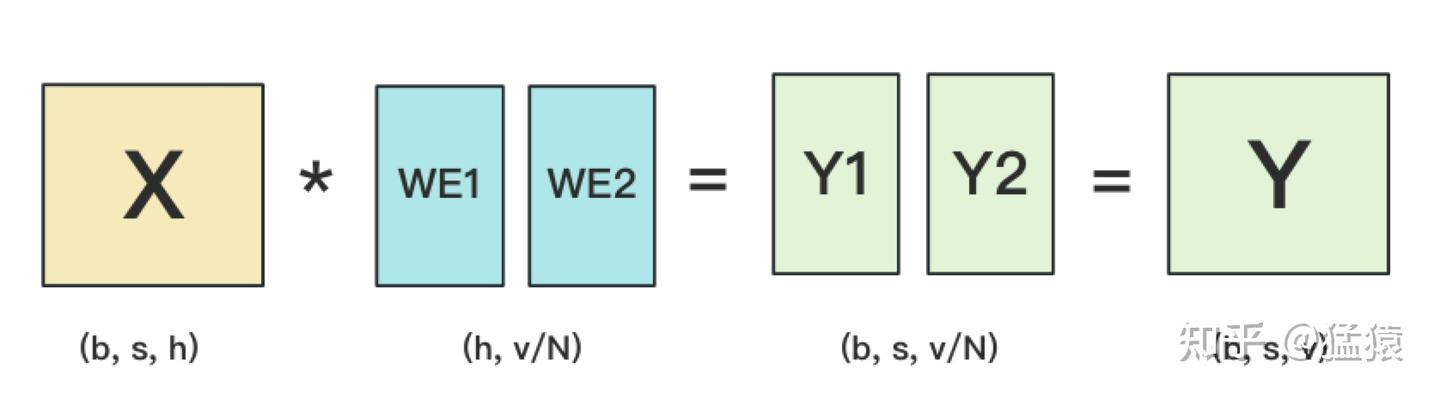 X * WE1 WE2 = Y1 Y2 = Y
(b, s, h) (h, v/N) (b, s, v/N) (b, s, v)
知乎 @猛猿